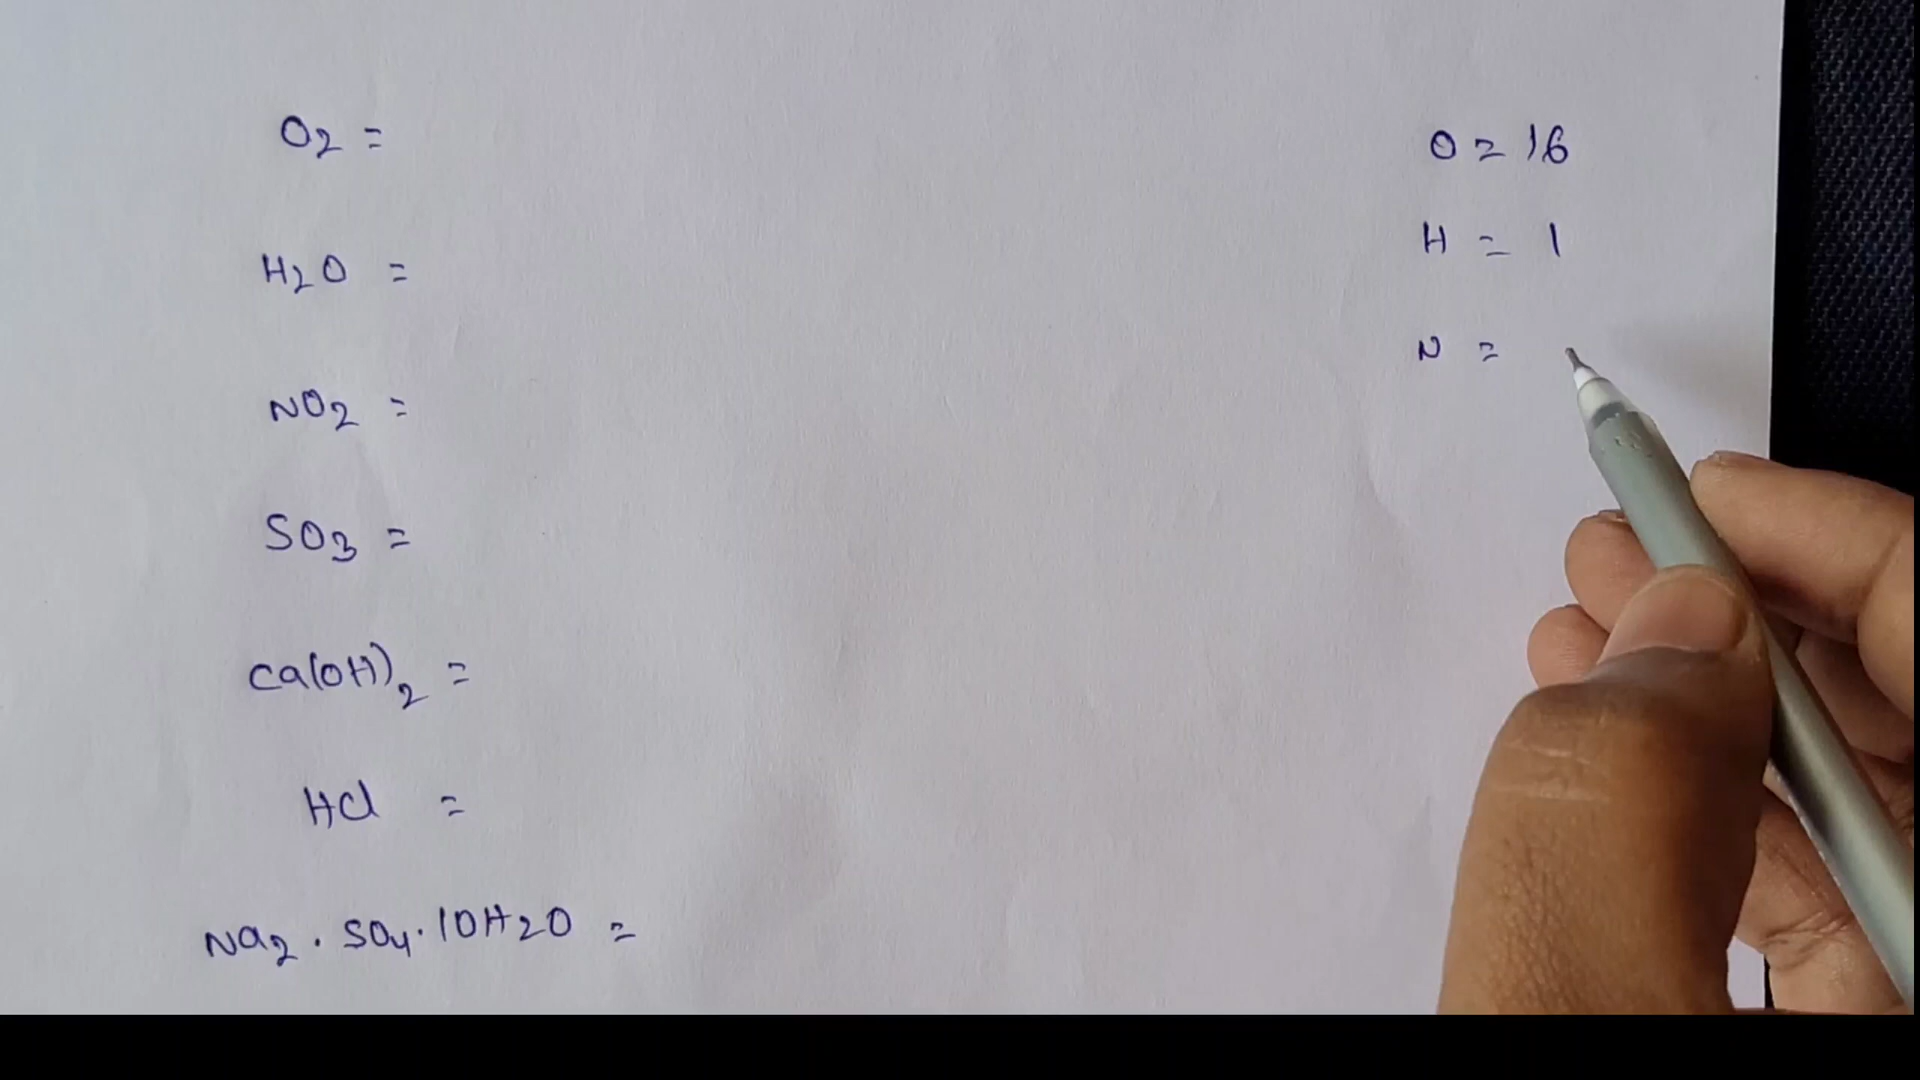 O2 =
H2O =
NO2 =
SO3 =
Ca(OH)2 =
HCl =
Na2 . SO4 . 10H2O =
O = 16
H = 1
N =